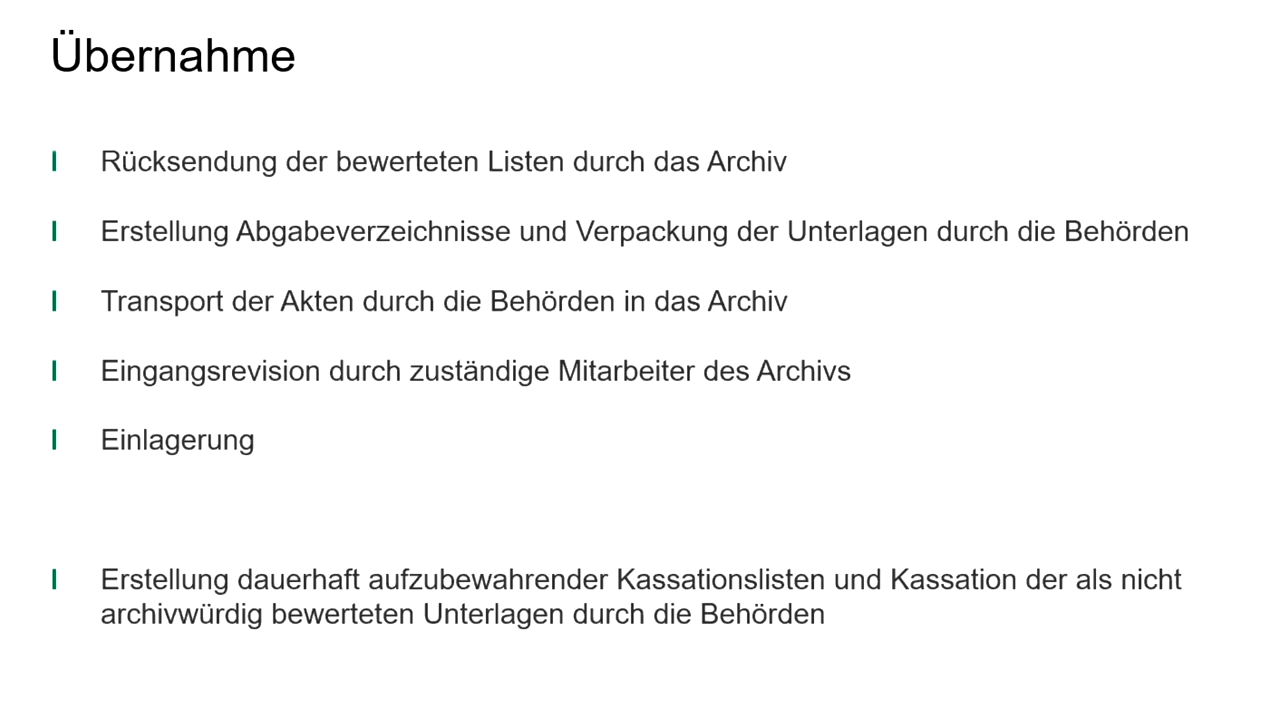 Übernahme
Rücksendung der bewerteten Listen durch das Archiv
Erstellung Abgabeverzeichnisse und Verpackung der Unterlagen durch die Behörden
Transport der Akten durch die Behörden in das Archiv
Eingangsrevision durch zuständige Mitarbeiter des Archivs
Einlagerung
Erstellung dauerhaft aufzubewahrender Kassationslisten und Kassation der als nicht
archivwürdig bewerteten Unterlagen durch die Behörden